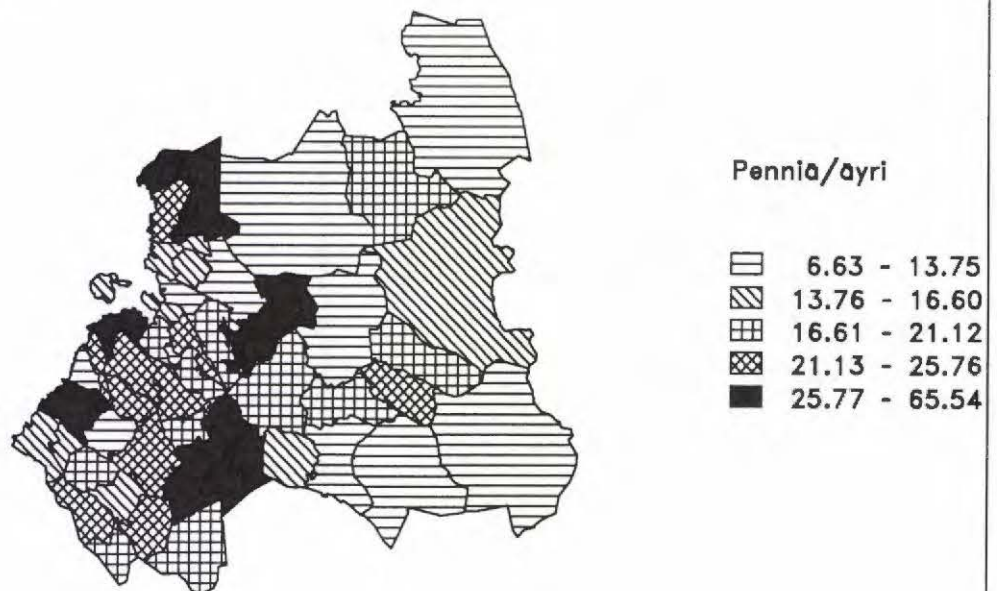 Penniä/äyri
6.63 - 13.75
13.76 - 16.60
16.61 - 21.12
21.13 - 25.76
25.77 - 65.54